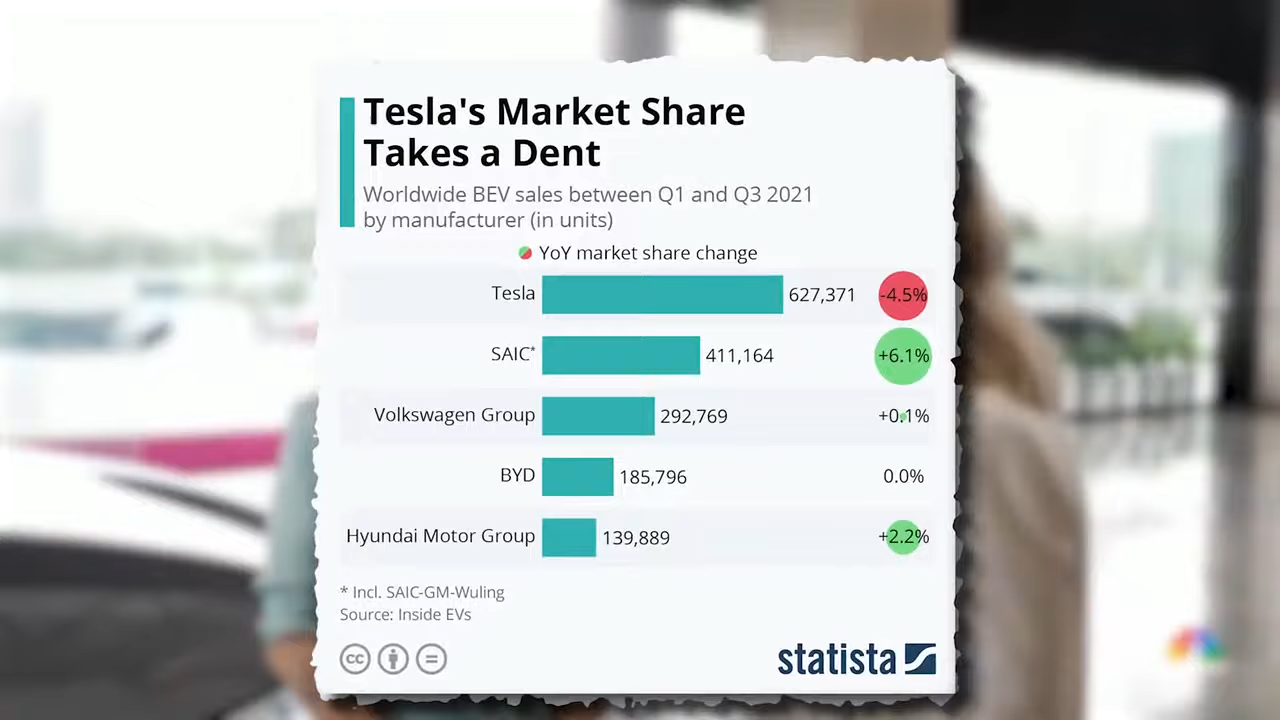 Tesla's Market Share
Takes a Dent
Worldwide BEV sales between Q1 and Q3 2021
by manufacturer (in units)
YoY market share change
Tesla 627,371 -4.5%
SAIC* 411,164 +6.1%
Volkswagen Group 292,769 +0.1%
BYD 185,796 0.0%
Hyundai Motor Group 139,889 +2.2%
* Incl. SAIC-GM-Wuling
Source: Inside EVs
cc
statista